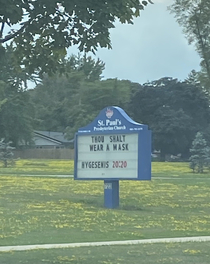 St. Paul's
Presbyterian Church
THOU SHALT
WEAR A MASK
HYGESENIS 20:20